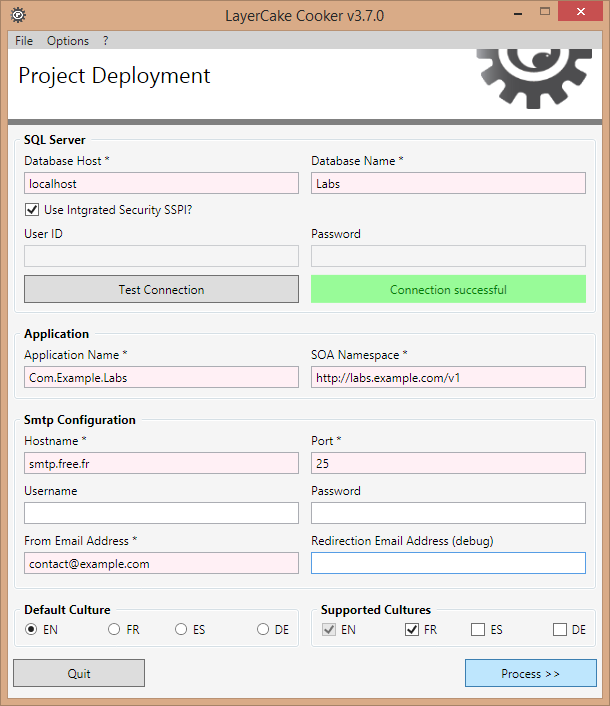 LayerCake Cooker v3.7.0
File Options ?
Project Deployment
SQL Server
Database Host * Database Name *
localhost Labs
Use Intgrated Security SSPI?
User ID Password
Test Connection Connection successful
Application
Application Name * SOA Namespace *
Com.Example.Labs http://labs.example.com/v1
Smtp Configuration
Hostname * Port *
smtp.free.fr 25
Username Password
From Email Address * Redirection Email Address (debug)
contact@example.com
Default Culture Supported Cultures
EN FR ES DE EN FR ES DE
Quit Process >>